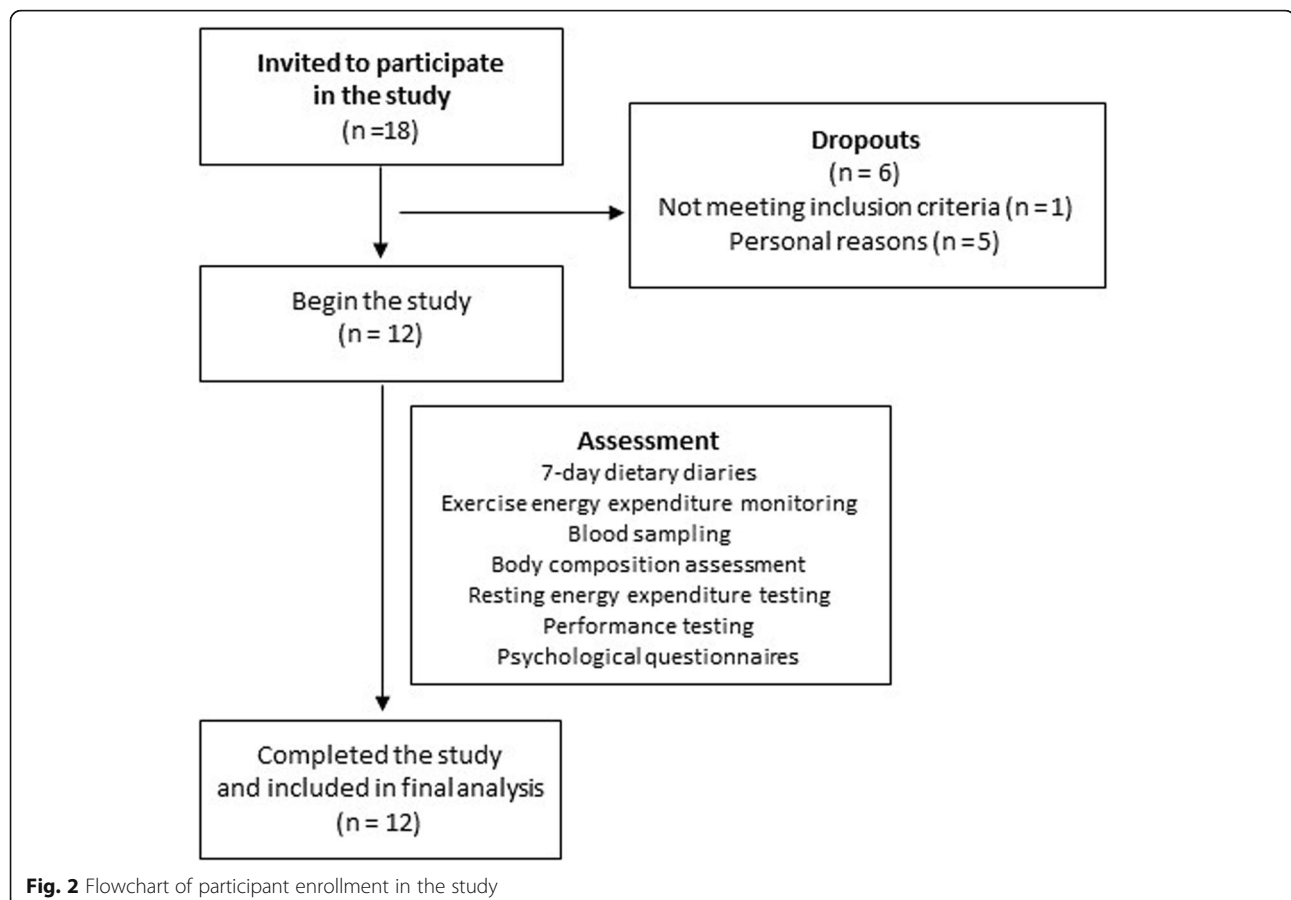 Invited to participate
in the study
(n =18)
Dropouts
(n = 6)
Not meeting inclusion criteria (n = 1)
Personal reasons (n = 5)
Begin the study
(n = 12)
Assessment
7-day dietary diaries
Exercise energy expenditure monitoring
Blood sampling
Body composition assessment
Resting energy expenditure testing
Performance testing
Psychological questionnaires
Completed the study
and included in final analysis
(n = 12)
Fig. 2 Flowchart of participant enrollment in the study